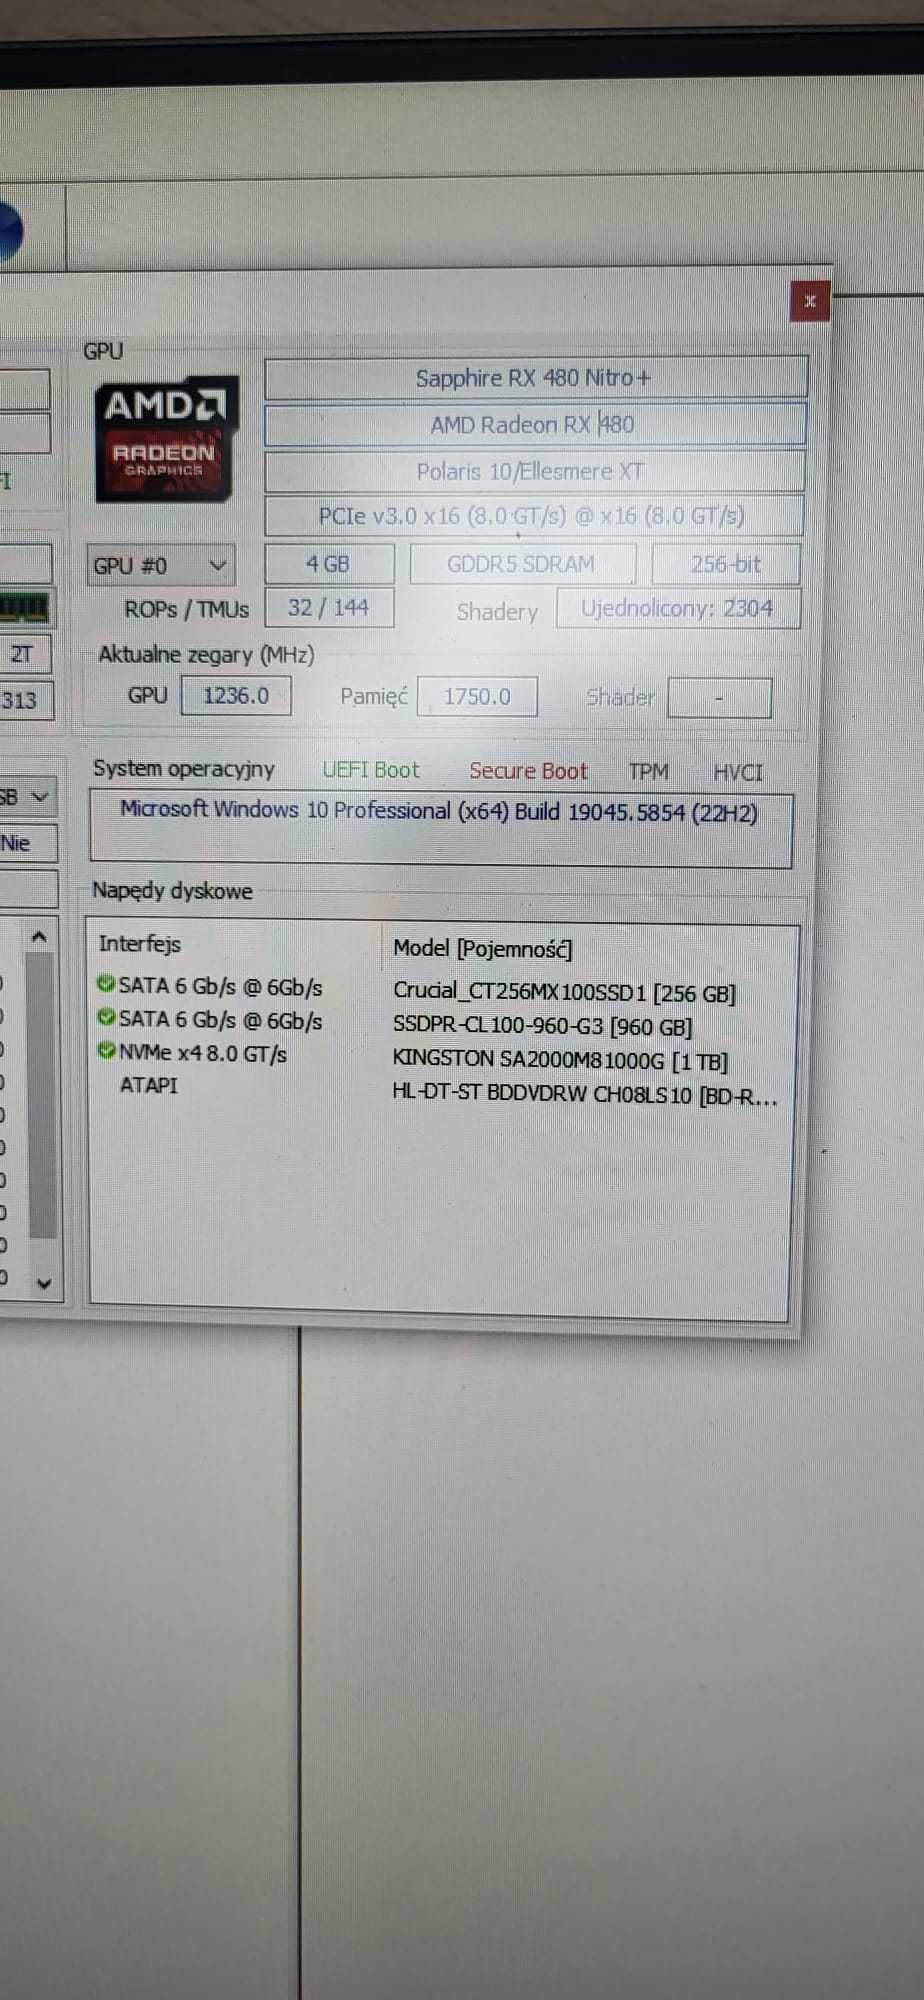 x
GPU
AMD
RADEON
GRAPHICS
Sapphire RX 480 Nitro+
AMD Radeon RX 480
Polaris 10/Ellesmere XT
PCIe v3.0 x16 (8.0 GT/s) @ x16 (8.0 GT/s)
GPU #0
4 GB
GDDR5 SDRAM
256-bit
ROPs / TMUs
32 / 144
Shadery
Ujednolicony: 2304
2T
313
Aktualne zegary (MHz)
GPU
1236.0
Pamięć
1750.0
Shader
-
System operacyjny
UEFI Boot
Secure Boot
TPM
HVCI
Microsoft Windows 10 Professional (x64) Build 19045.5854 (22H2)
Nie
Napędy dyskowe
Interfejs
Model [Pojemność]
SATA 6 Gb/s @ 6Gb/s
Crucial_CT256MX100SSD1 [256 GB]
SATA 6 Gb/s @ 6Gb/s
SSDPR-CL100-960-G3 [960 GB]
NVMe x4 8.0 GT/s
KINGSTON SA2000M81000G [1 TB]
ATAPI
HL-DT-ST BDDVDRW CH08LS10 [BD-R...